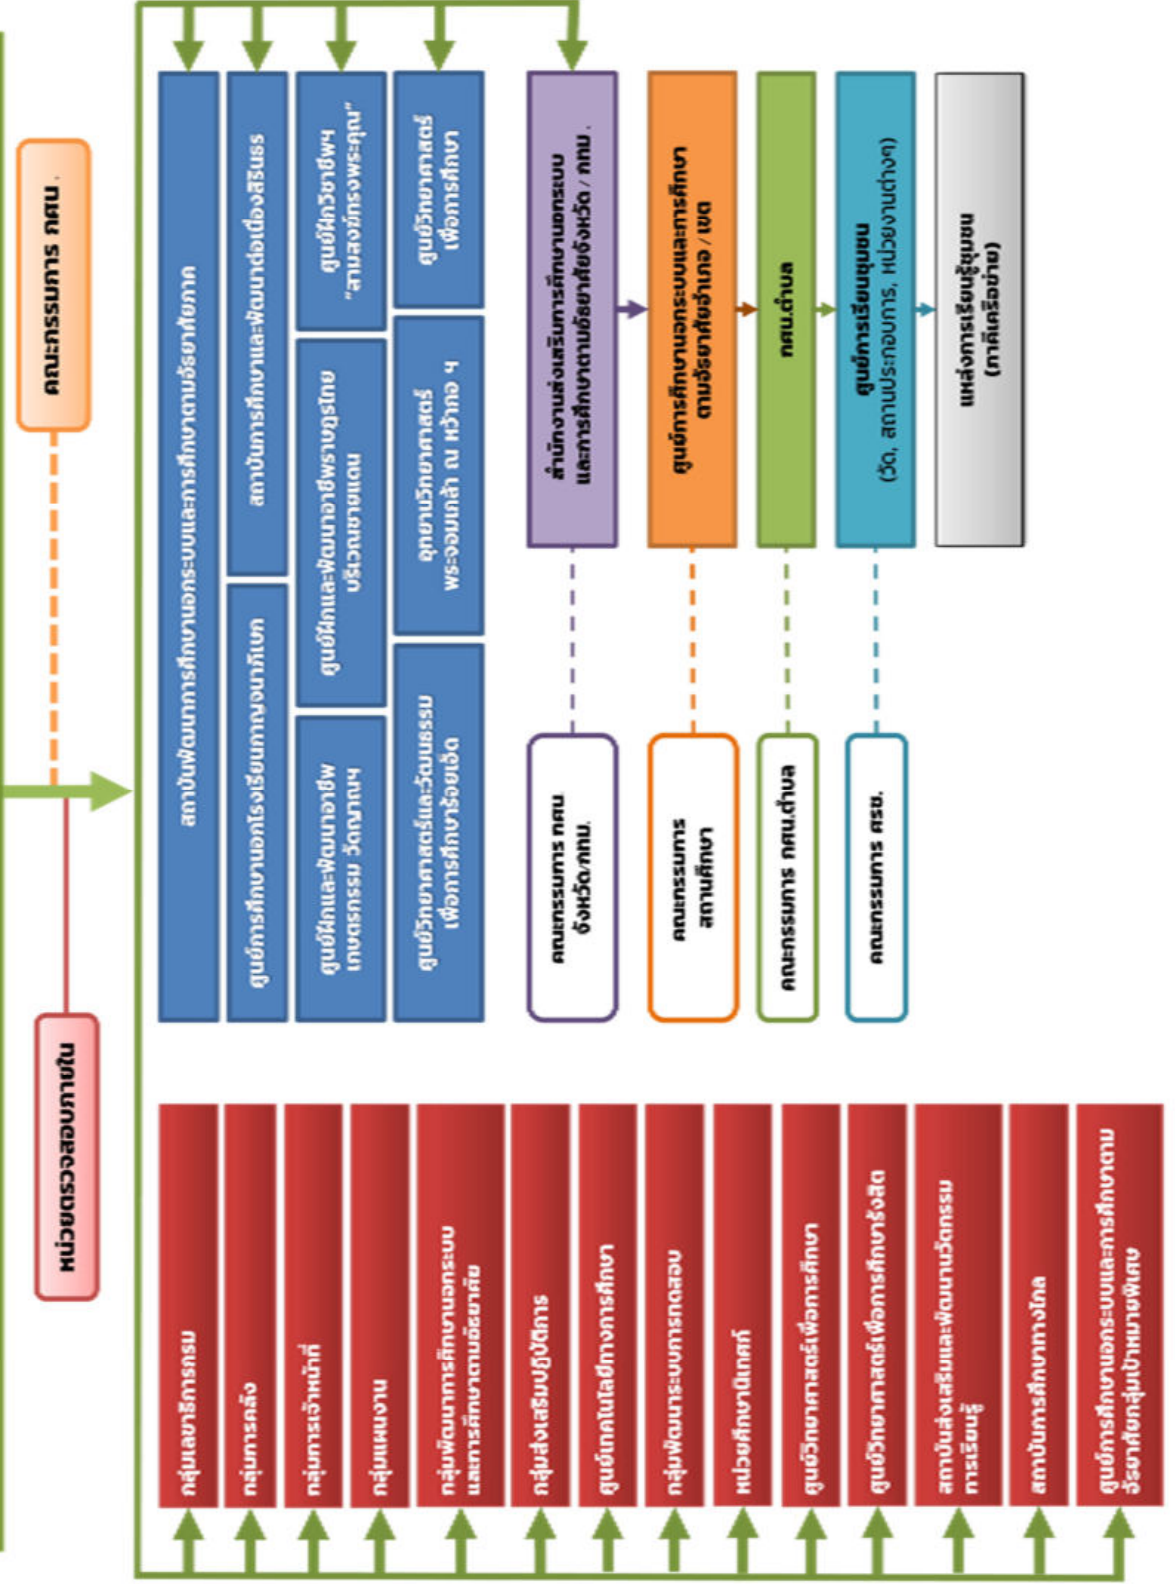 คณะกรรมการ กศน.
หน่วยตรวจสอบภายใน
กลุ่มเลขาธิการกรม
กลุ่มการคลัง
กลุ่มการเจ้าหน้าที่
กลุ่มแผนงาน
กลุ่มพัฒนาการศึกษานอกระบบ
และการศึกษาตามอัธยาศัย
กลุ่มส่งเสริมปฏิบัติการ
ศูนย์เทคโนโลยีทางการศึกษา
กลุ่มพัฒนาระบบการทดสอบ
หน่วยศึกษานิเทศก์
ศูนย์วิทยาศาสตร์เพื่อการศึกษา
ศูนย์วิทยาศาสตร์เพื่อการศึกษารังสิต
สถาบันส่งเสริมและพัฒนานวัตกรรม
การเรียนรู้
สถาบันการศึกษาทางไกล
ศูนย์การศึกษานอกระบบและการศึกษาตาม
อัธยาศัยกลุ่มเป้าหมายพิเศษ
สถาบันพัฒนาการศึกษานอกระบบและการศึกษาตามอัธยาศัยภาค
ศูนย์การศึกษานอกโรงเรียนกาญจนาภิเษก
สถาบันการศึกษาและพัฒนาต่อเนื่องสิรินธร
ศูนย์ฝึกและพัฒนาอาชีพ
เกษตรกรรม วัดญาณฯ
ศูนย์ฝึกและพัฒนาอาชีพราษฎรไทย
บริเวณชายแดน
ศูนย์ฝึกวิชาชีพฯ
"สามสงฆ์ทรงพระคุณ"
ศูนย์วิทยาศาสตร์และวัฒนธรรม
เพื่อการศึกษาร้อยเอ็ด
อุทยานวิทยาศาสตร์
พระจอมเกล้า ณ หว้ากอ ฯ
ศูนย์วิทยาศาสตร์
เพื่อการศึกษา
คณะกรรมการ กศน.
จังหวัด/กทม.
สำนักงานส่งเสริมการศึกษานอกระบบ
และการศึกษาตามอัธยาศัยจังหวัด / กทม.
คณะกรรมการ
สถานศึกษา
ศูนย์การศึกษานอกระบบและการศึกษา
ตามอัธยาศัยอำเภอ / เขต
คณะกรรมการ กศน.ตำบล
กศน.ตำบล
คณะกรรมการ ศรช.
ศูนย์การเรียนชุมชน
(วัด, สถานประกอบการ, หน่วยงานต่างๆ)
แหล่งการเรียนรู้ชุมชน
(ภาคีเครือข่าย)